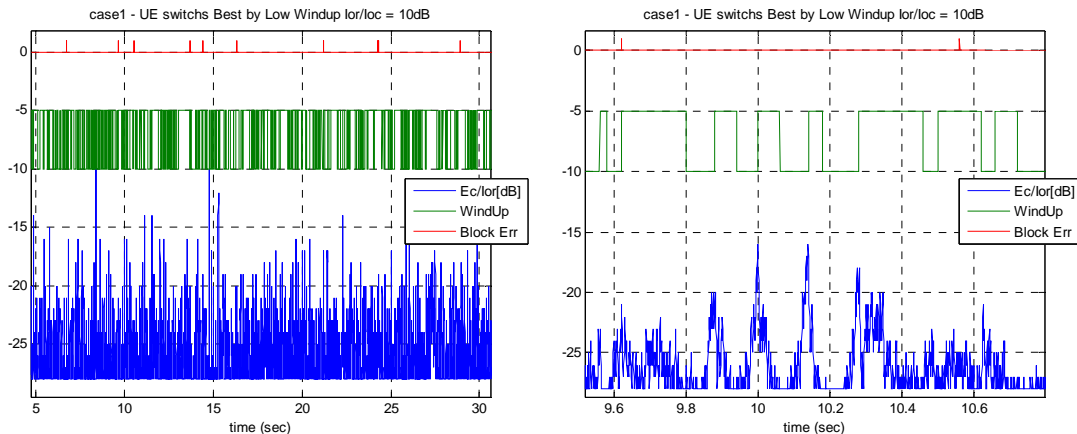 case1 - UE switchs Best by Low Windup Ior/Ioc = 10dB
0
-5
-10
-15
-20
-25
5
10
15
20
25
30
time (sec)
Ec/Ior[dB]
WindUp
Block Err
case1 - UE switchs Best by Low Windup Ior/Ioc = 10dB
0
-5
-10
-15
-20
-25
9.6
9.8
10
10.2
10.4
10.6
time (sec)
Ec/Ior[dB]
WindUp
Block Err